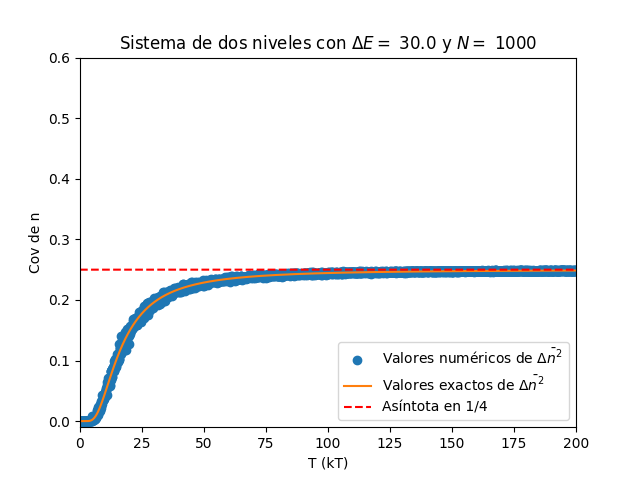 Sistema de dos niveles con ΔE = 30.0 y N = 1000
Cov de n
0.6
0.5
0.4
0.3
0.2
0.1
0.0
Valores numéricos de Δn̄²
Valores exactos de Δn̄²
Asíntota en 1/4
0 25 50 75 100 125 150 175 200
T (kT)